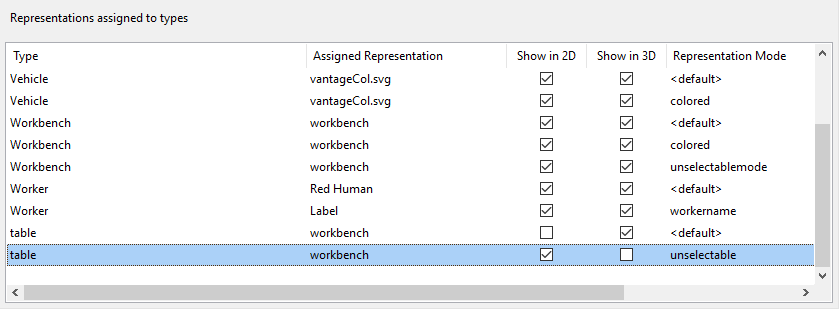 Representations assigned to types
Type Assigned Representation Show in 2D Show in 3D Representation Mode
Vehicle vantageCol.svg <default>
Vehicle vantageCol.svg colored
Workbench workbench <default>
Workbench workbench colored
Workbench workbench unselectablemode
Worker Red Human <default>
Worker Label workername
table workbench <default>
table workbench unselectable